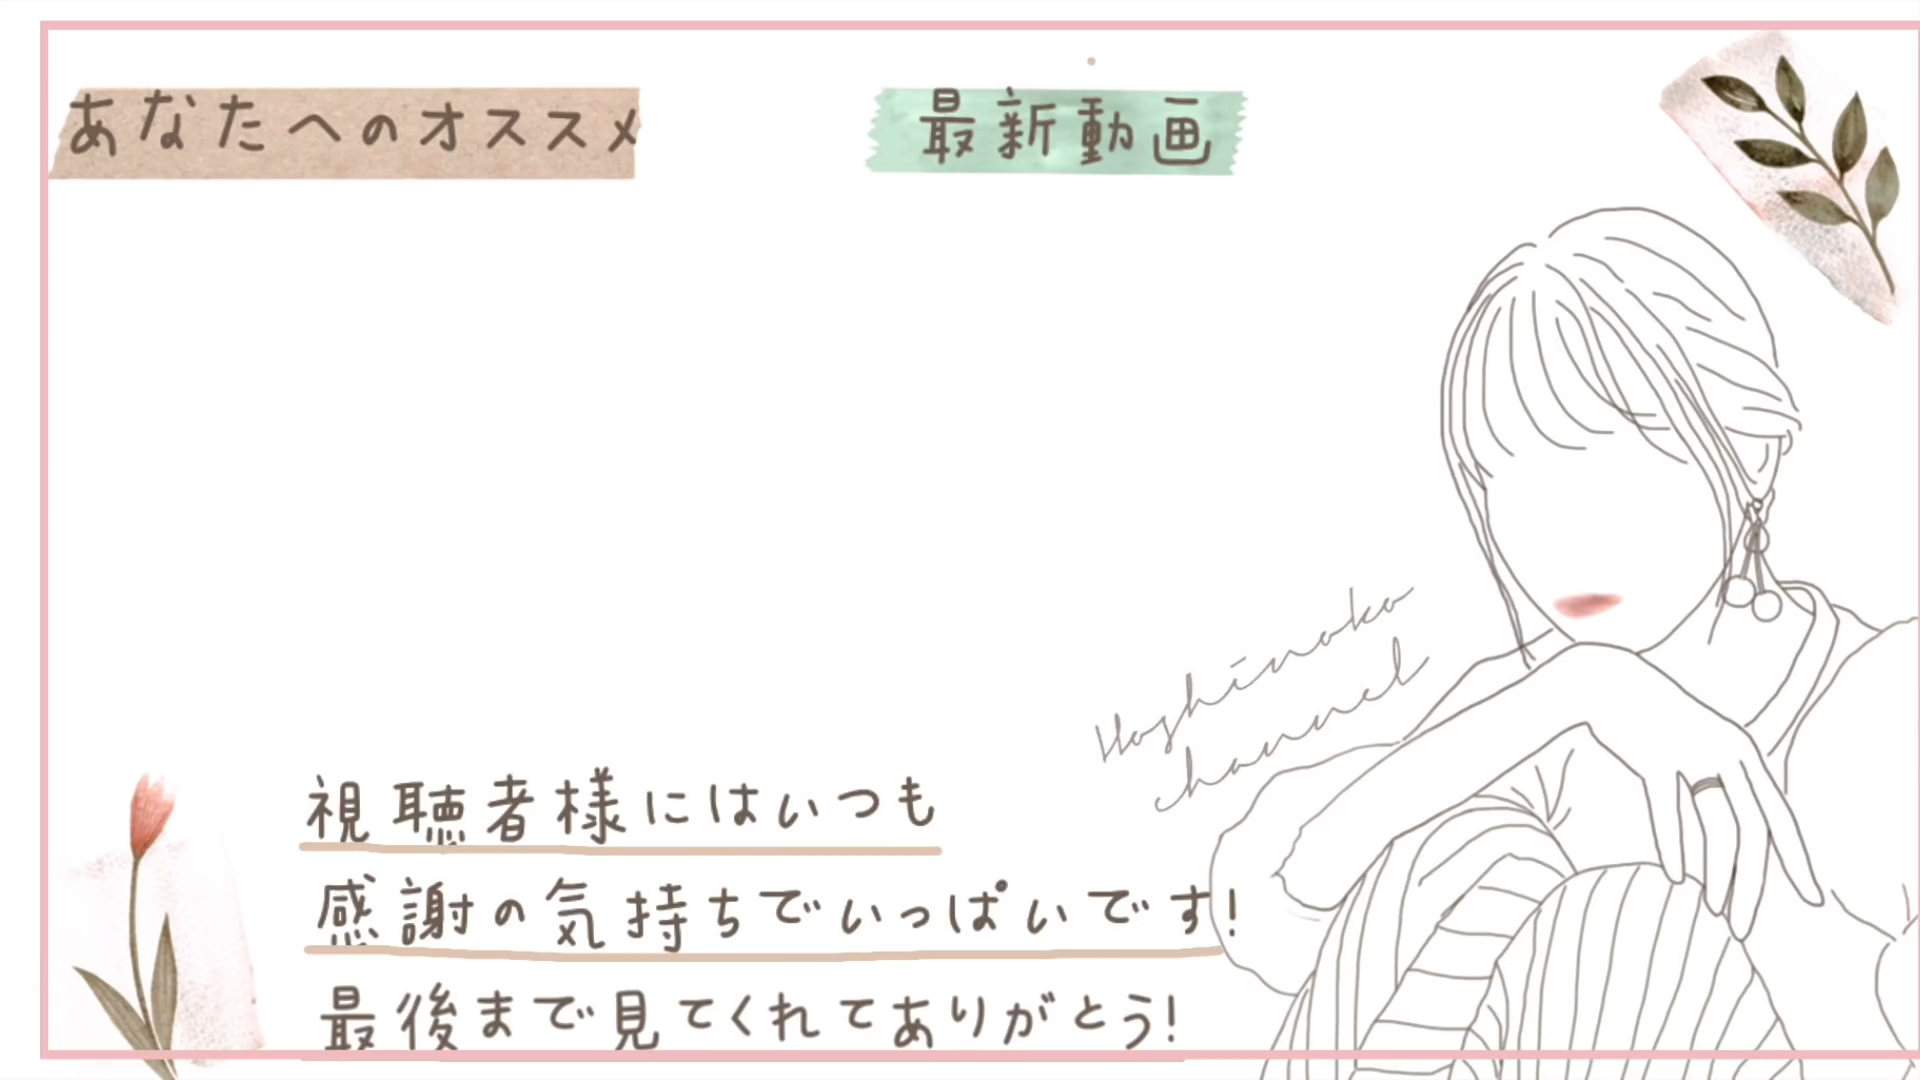 あなたへのオススメ
最新動画
Hoshinoko
channel
視聴者様にはいつも
感謝の気持ちでいっぱいです!
最後まで見てくれてありがとう!